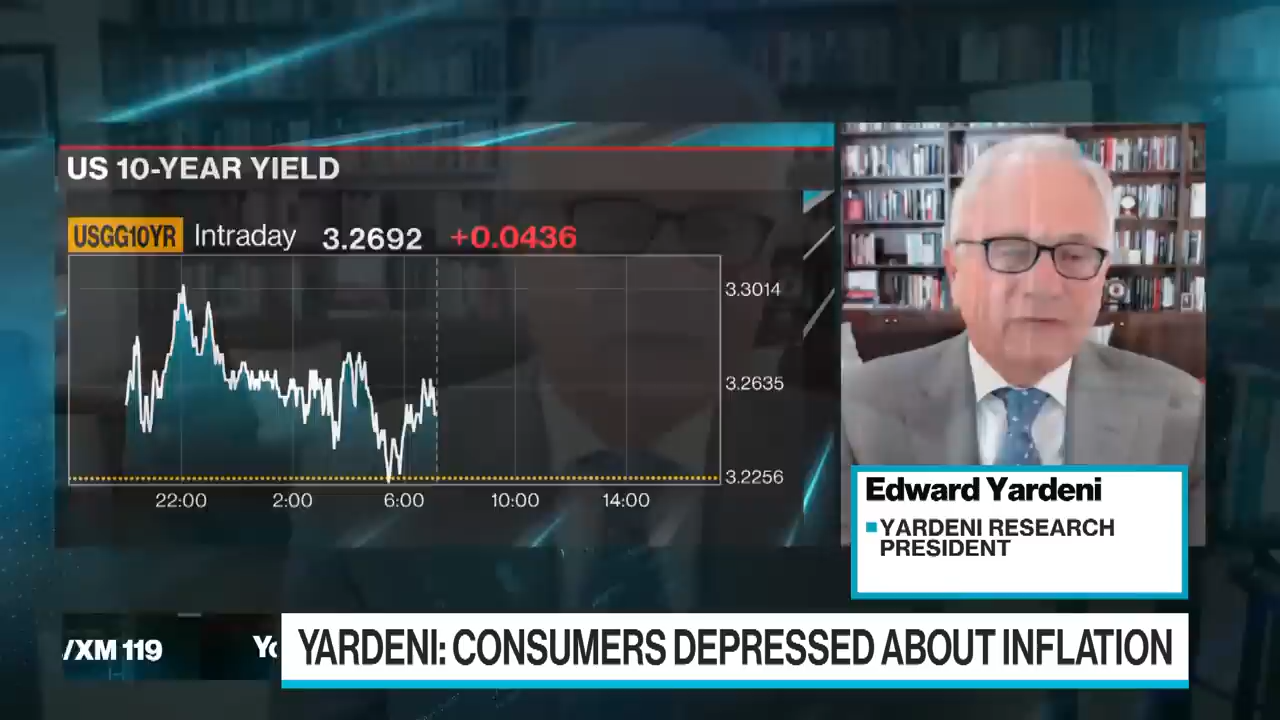 US 10-YEAR YIELD
USGG10YR Intraday 3.2692 +0.0436
3.3014
3.2635
3.2256
22:00 2:00 6:00 10:00 14:00
Edward Yardeni
YARDENI RESEARCH
PRESIDENT
/XM 119 Yo
YARDENI: CONSUMERS DEPRESSED ABOUT INFLATION